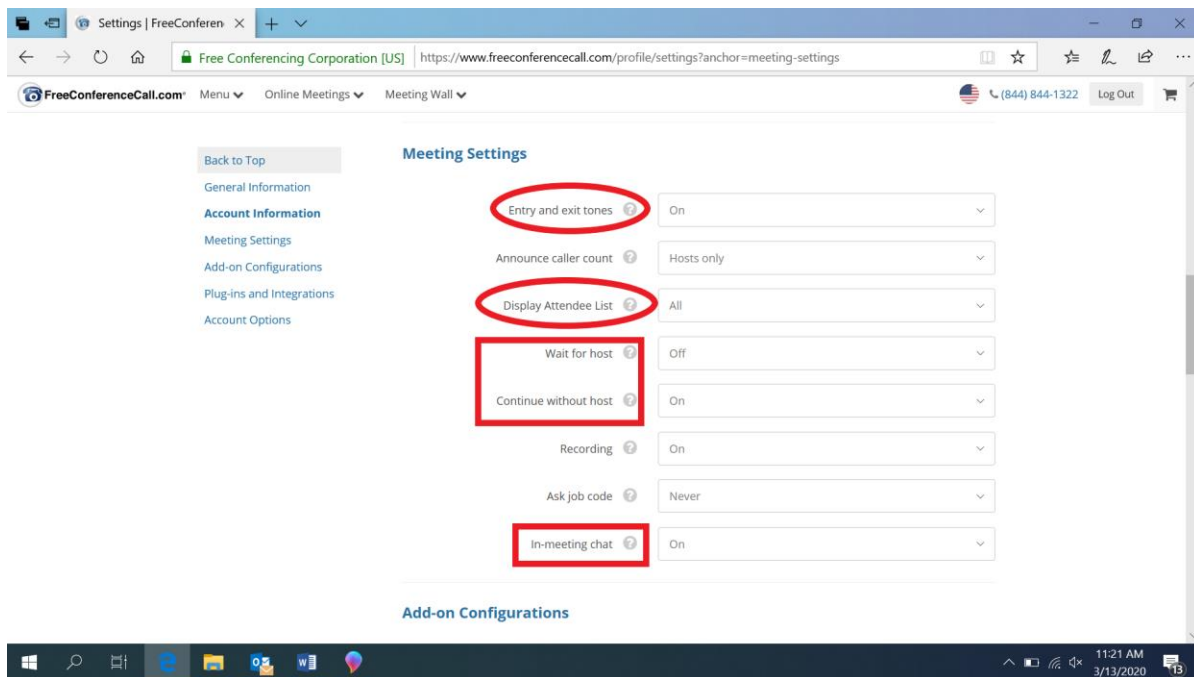 Settings | FreeConferen
Free Conferencing Corporation [US] https://www.freeconferencecall.com/profile/settings?anchor=meeting-settings
FreeConferenceCall.com Menu Online Meetings Meeting Wall (844) 844-1322 Log Out
Back to Top
General Information
Account Information
Meeting Settings
Add-on Configurations
Plug-ins and Integrations
Account Options
Meeting Settings
Entry and exit tones ? On
Announce caller count ? Hosts only
Display Attendee List ? All
Wait for host ? Off
Continue without host ? On
Recording ? On
Ask job code ? Never
In-meeting chat ? On
Add-on Configurations
11:21 AM
3/13/2020
13